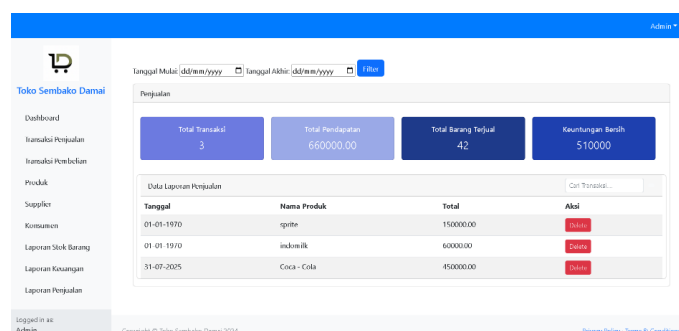 Admin
Toko Sembako Damai
Dashboard
Transaksi Penjualan
Transaksi Pembelian
Produk
Supplier
Konsumen
Laporan Stok Barang
Laporan Keuangan
Laporan Penjualan
Logged in as:
Admin
Tanggal Mulai: dd/mm/yyyy Tanggal Akhir: dd/mm/yyyy Filter
Penjualan
Total Transaksi
3
Total Pendapatan
660000.00
Total Barang Terjual
42
Keuntungan Bersih
510000
Data Laporan Penjualan Cari Transaksi...
Tanggal Nama Produk Total Aksi
01-01-1970 sprite 150000.00 Delete
01-01-1970 indomilk 60000.00 Delete
31-07-2025 Coca - Cola 450000.00 Delete
Copyright © Toko Sembako Damai 2024 Privacy Policy · Terms & Conditions